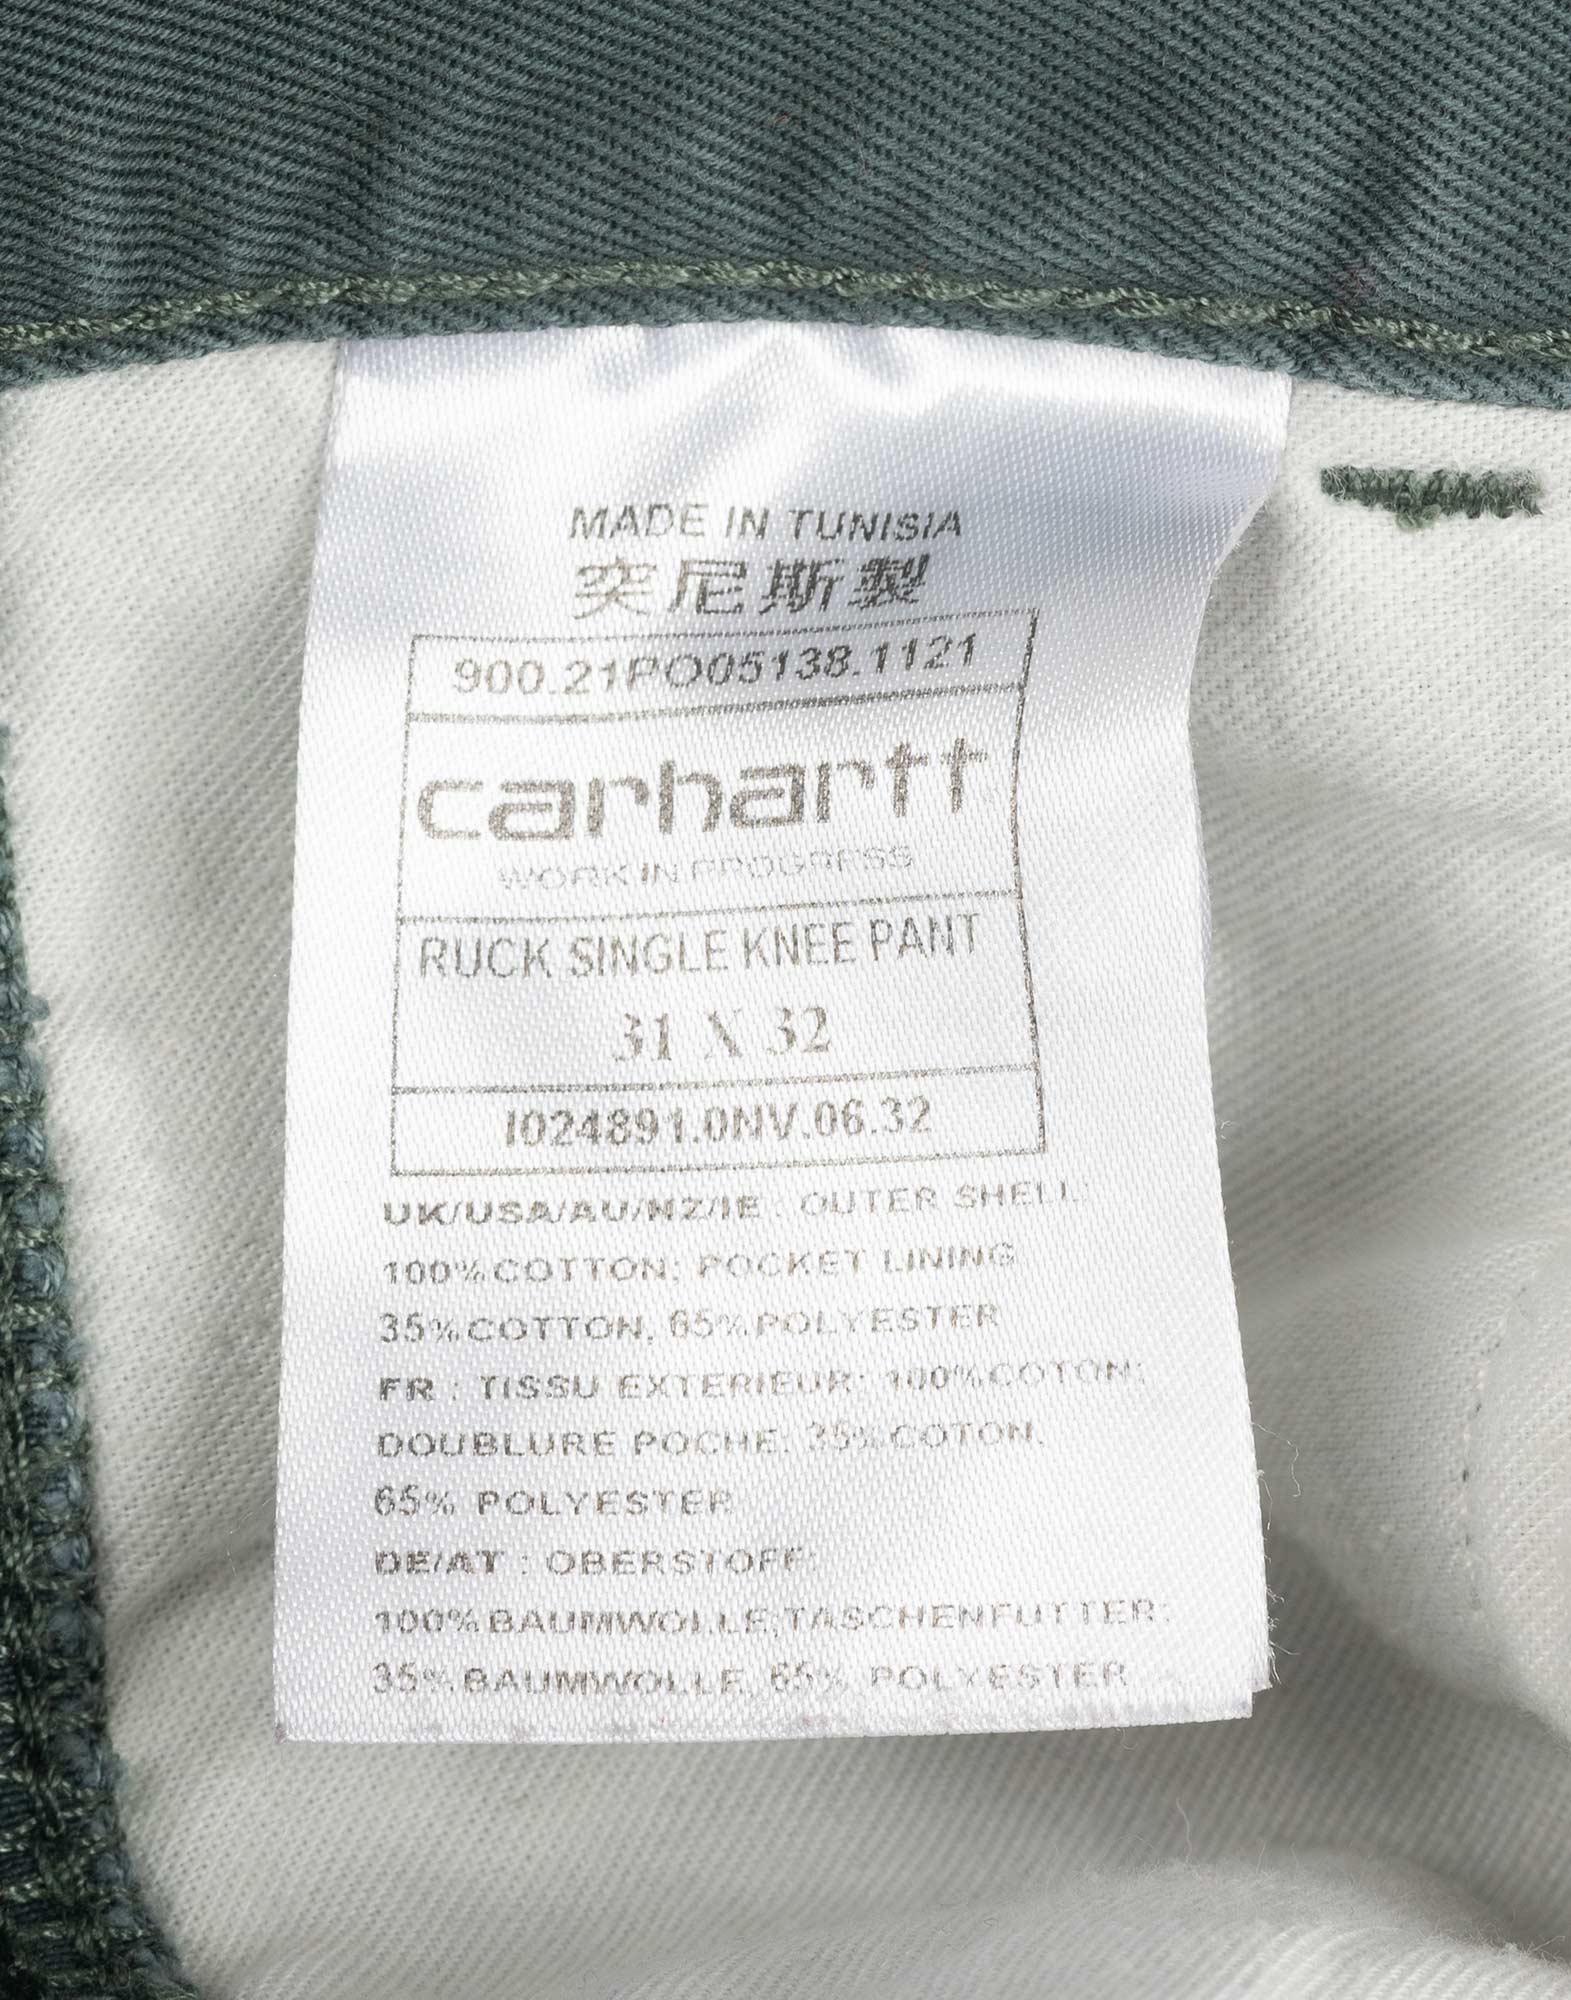 MADE IN TUNISIA
突尼斯製
900.21PO05138.1121
carhartt
WORK IN PROGRESS
RUCK SINGLE KNEE PANT
31 X 32
I024891.0NV.06.32
UK/USA/AU/NZ/IE : OUTER SHELL:
100%COTTON; POCKET LINING
35%COTTON, 65%POLYESTER
FR : TISSU EXTERIEUR: 100%COTON;
DOUBLURE POCHE: 35%COTON,
65% POLYESTER
DE/AT : OBERSTOFF:
100%BAUMWOLLE;TASCHENFUTTER:
35%BAUMWOLLE, 65% POLYESTER